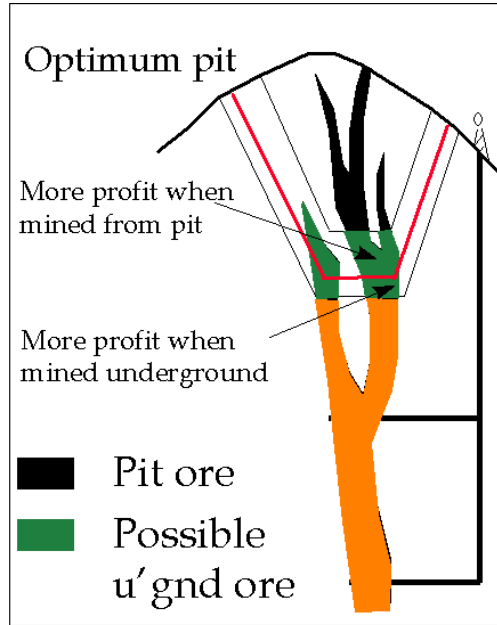 Optimum pit
More profit when
mined from pit
More profit when
mined underground
Pit ore
Possible
u'gnd ore